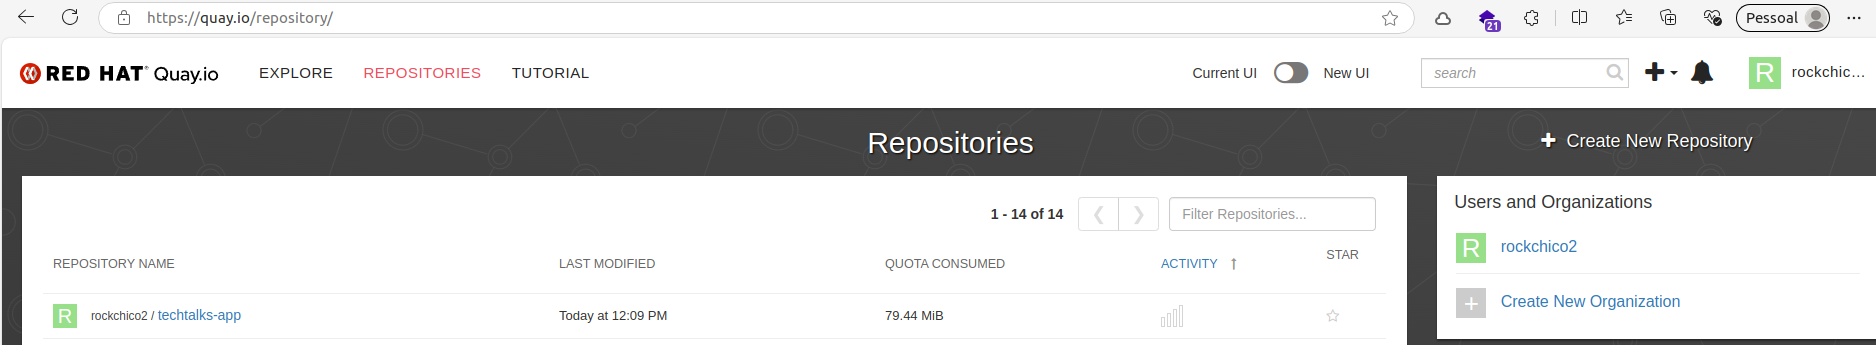 https://quay.io/repository/
21
Pessoal
RED HAT® Quay.io EXPLORE REPOSITORIES TUTORIAL Current UI New UI search R rockchic...
Repositories
Create New Repository
1 - 14 of 14 Filter Repositories...
REPOSITORY NAME LAST MODIFIED QUOTA CONSUMED ACTIVITY STAR
R rockchico2 / techtalks-app Today at 12:09 PM 79.44 MiB
Users and Organizations
R rockchico2
Create New Organization